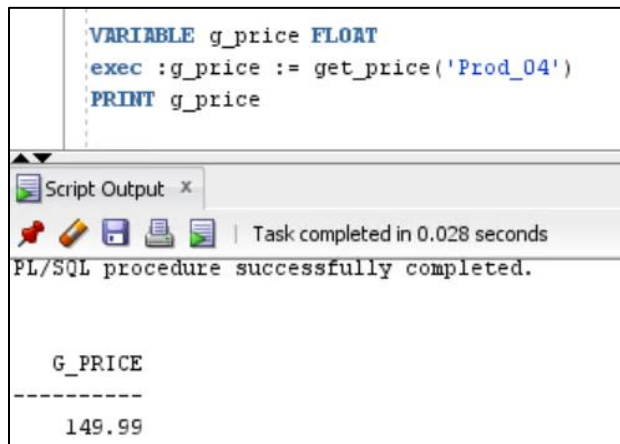 VARIABLE g_price FLOAT
exec :g_price := get_price('Prod_04')
PRINT g_price
Script Output x
Task completed in 0.028 seconds
PL/SQL procedure successfully completed.
G_PRICE
----------
149.99